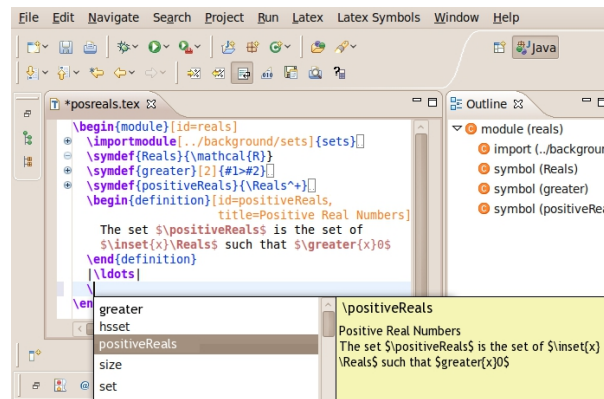 File Edit Navigate Search Project Run Latex Latex Symbols Window Help
Java
*posreals.tex
\begin{module}[id=reals]
\importmodule[../background/sets]{sets}
\symdef{Reals}{\mathcal{R}}
\symdef{greater}[2]{#1>#2}
\symdef{positiveReals}{\Reals^+}
\begin{definition}[id=positiveReals,
title=Positive Real Numbers]
The set $\positiveReals$ is the set of
$\inset{x}\Reals$ such that $\greater{x}0$
\end{definition}
|\ldots|
\
\en
greater
hsset
positiveReals
size
set
\positiveReals
Positive Real Numbers
The set $\positiveReals$ is the set of $\inset{x}
\Reals$ such that $greater{x}0$
Outline
module (reals)
import (../backgroun
symbol (Reals)
symbol (greater)
symbol (positiveRea